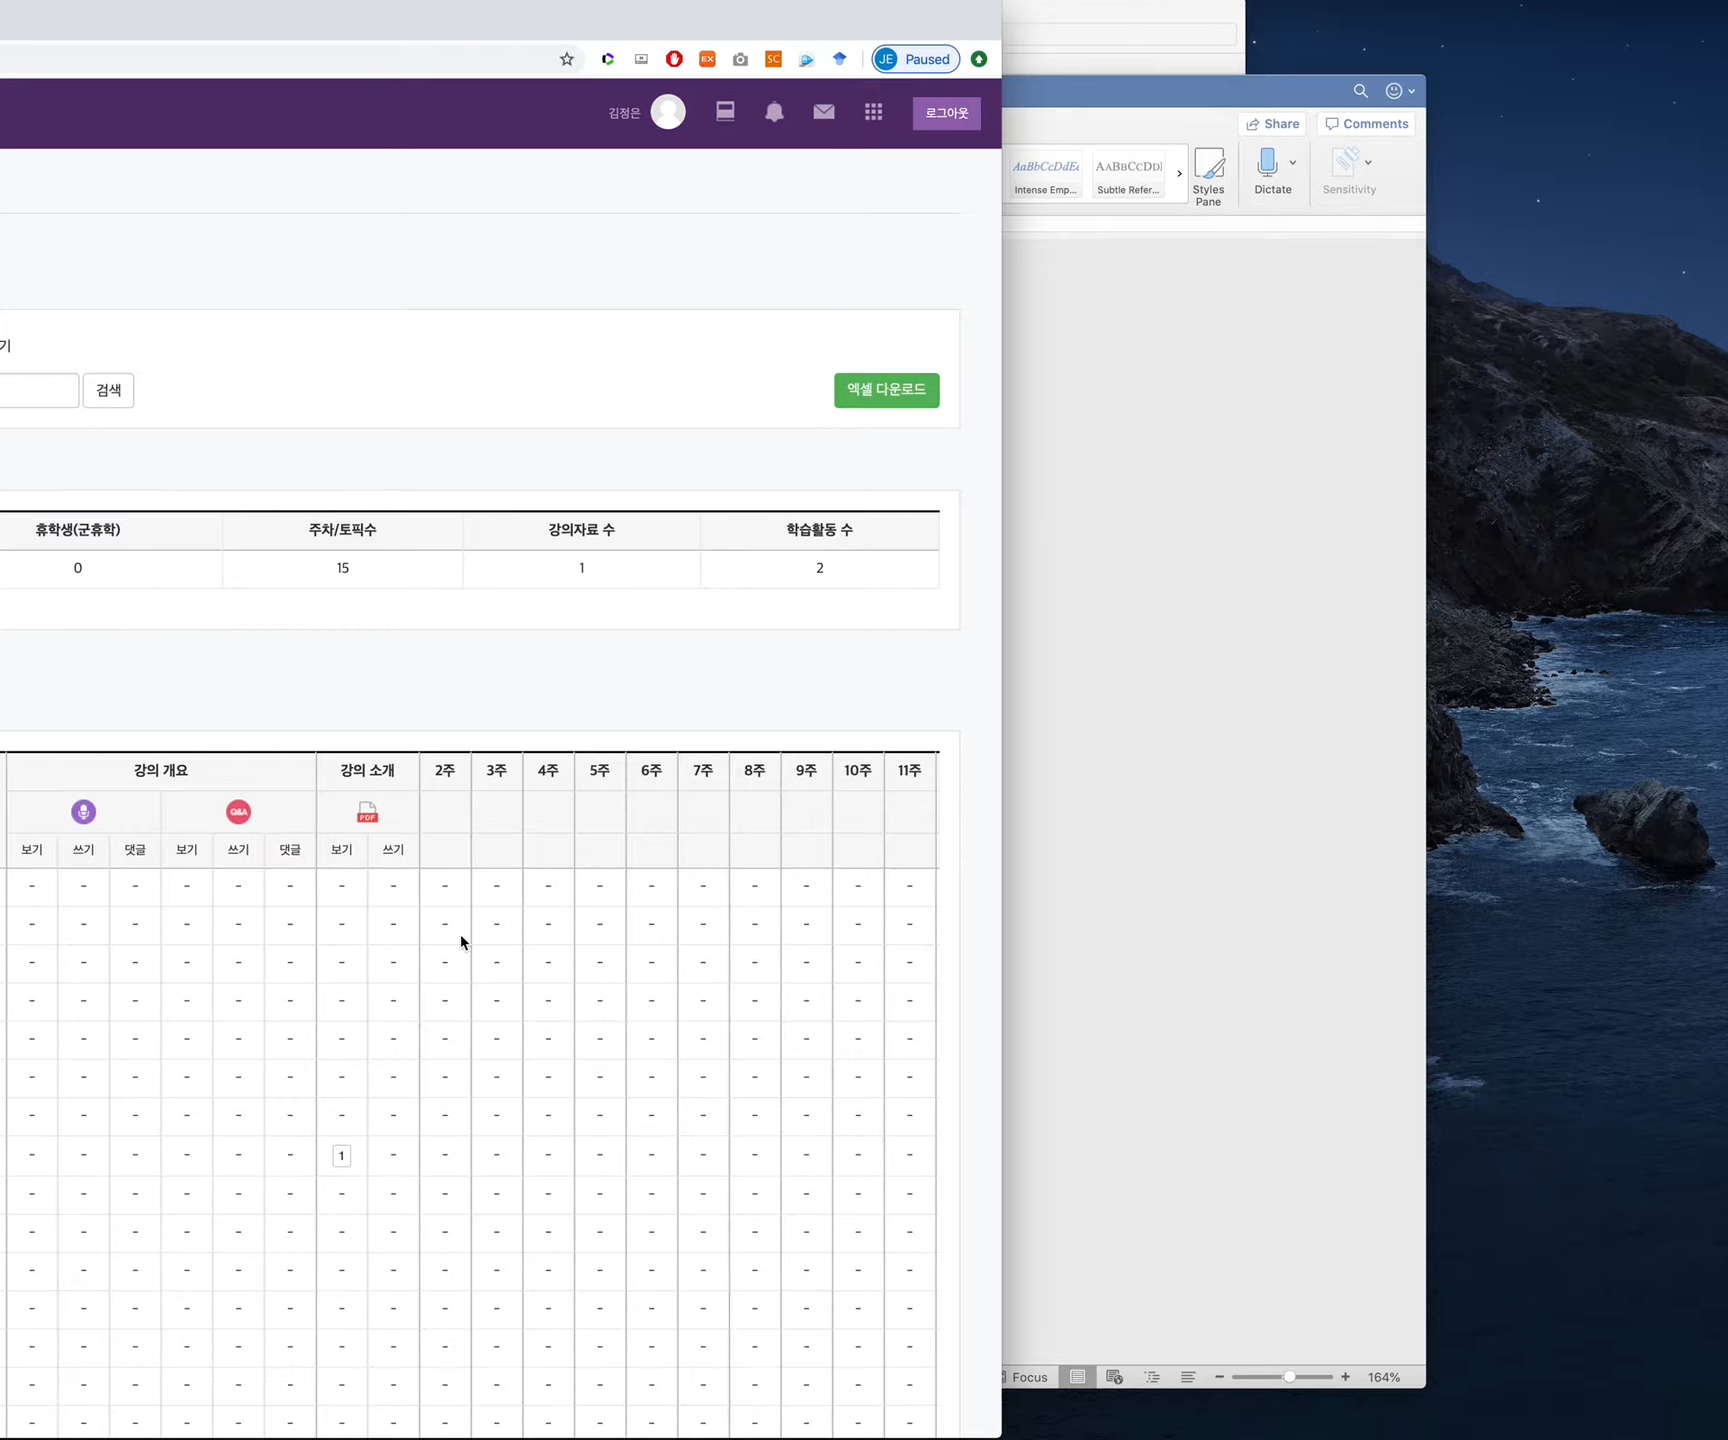 EX
SC
JE Paused
김정은
로그아웃
Share
Comments
AaBbCcDdEe
AABBCCDDI
Intense Emp...
Subtle Refer...
Styles
Pane
Dictate
Sensitivity
기
검색
엑셀 다운로드
휴학생(군휴학) 주차/토픽수 강의자료 수 학습활동 수
0 15 1 2
강의 개요 강의 소개 2주 3주 4주 5주 6주 7주 8주 9주 10주 11주
Q&A PDF
보기 쓰기 댓글 보기 쓰기 댓글 보기 쓰기
- - - - - - - - - - - - - - - - - -
- - - - - - - - - - - - - - - - - -
- - - - - - - - - - - - - - - - - -
- - - - - - - - - - - - - - - - - -
- - - - - - - - - - - - - - - - - -
- - - - - - - - - - - - - - - - - -
- - - - - - - - - - - - - - - - - -
- - - - - - 1 - - - - - - - - - - -
- - - - - - - - - - - - - - - - - -
- - - - - - - - - - - - - - - - - -
- - - - - - - - - - - - - - - - - -
- - - - - - - - - - - - - - - - - -
- - - - - - - - - - - - - - - - - -
- - - - - - - - - - - - - - - - - -
- - - - - - - - - - - - - - - - - -
Focus
164%